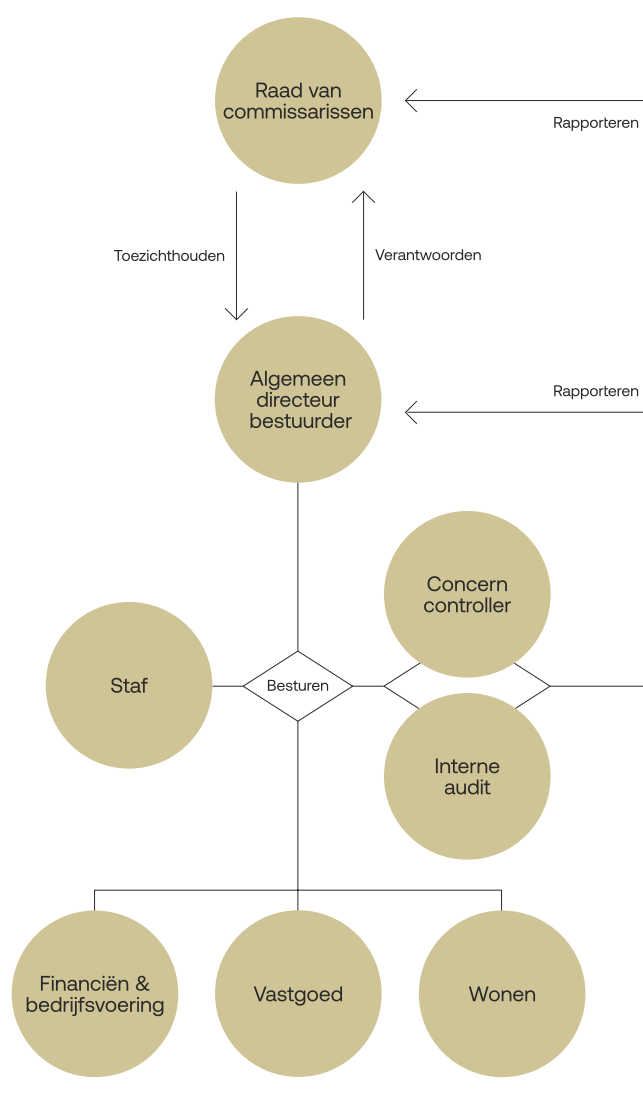 Raad van
commissarissen
Rapporteren
Toezichthouden
Verantwoorden
Algemeen
directeur
bestuurder
Rapporteren
Concern
controller
Staf
Besturen
Interne
audit
Financiën &
bedrijfsvoering
Vastgoed
Wonen